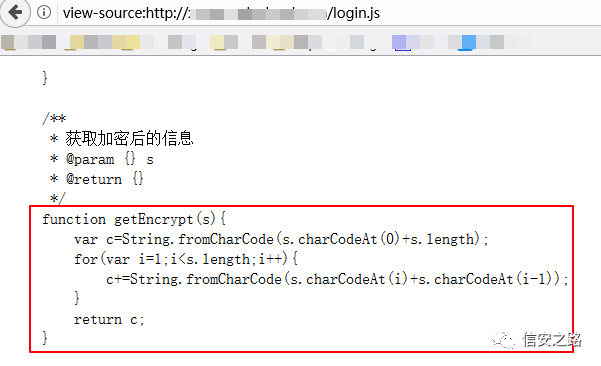 view-source:http://
/login.js
}
/**
* 获取加密后的信息
* @param {} s
* @return {}
*/
function getEncrypt(s){
var c=String.fromCharCode(s.charCodeAt(0)+s.length);
for(var i=1;i<s.length;i++){
c+=String.fromCharCode(s.charCodeAt(i)+s.charCodeAt(i-1));
}
return c;
}
信安之路